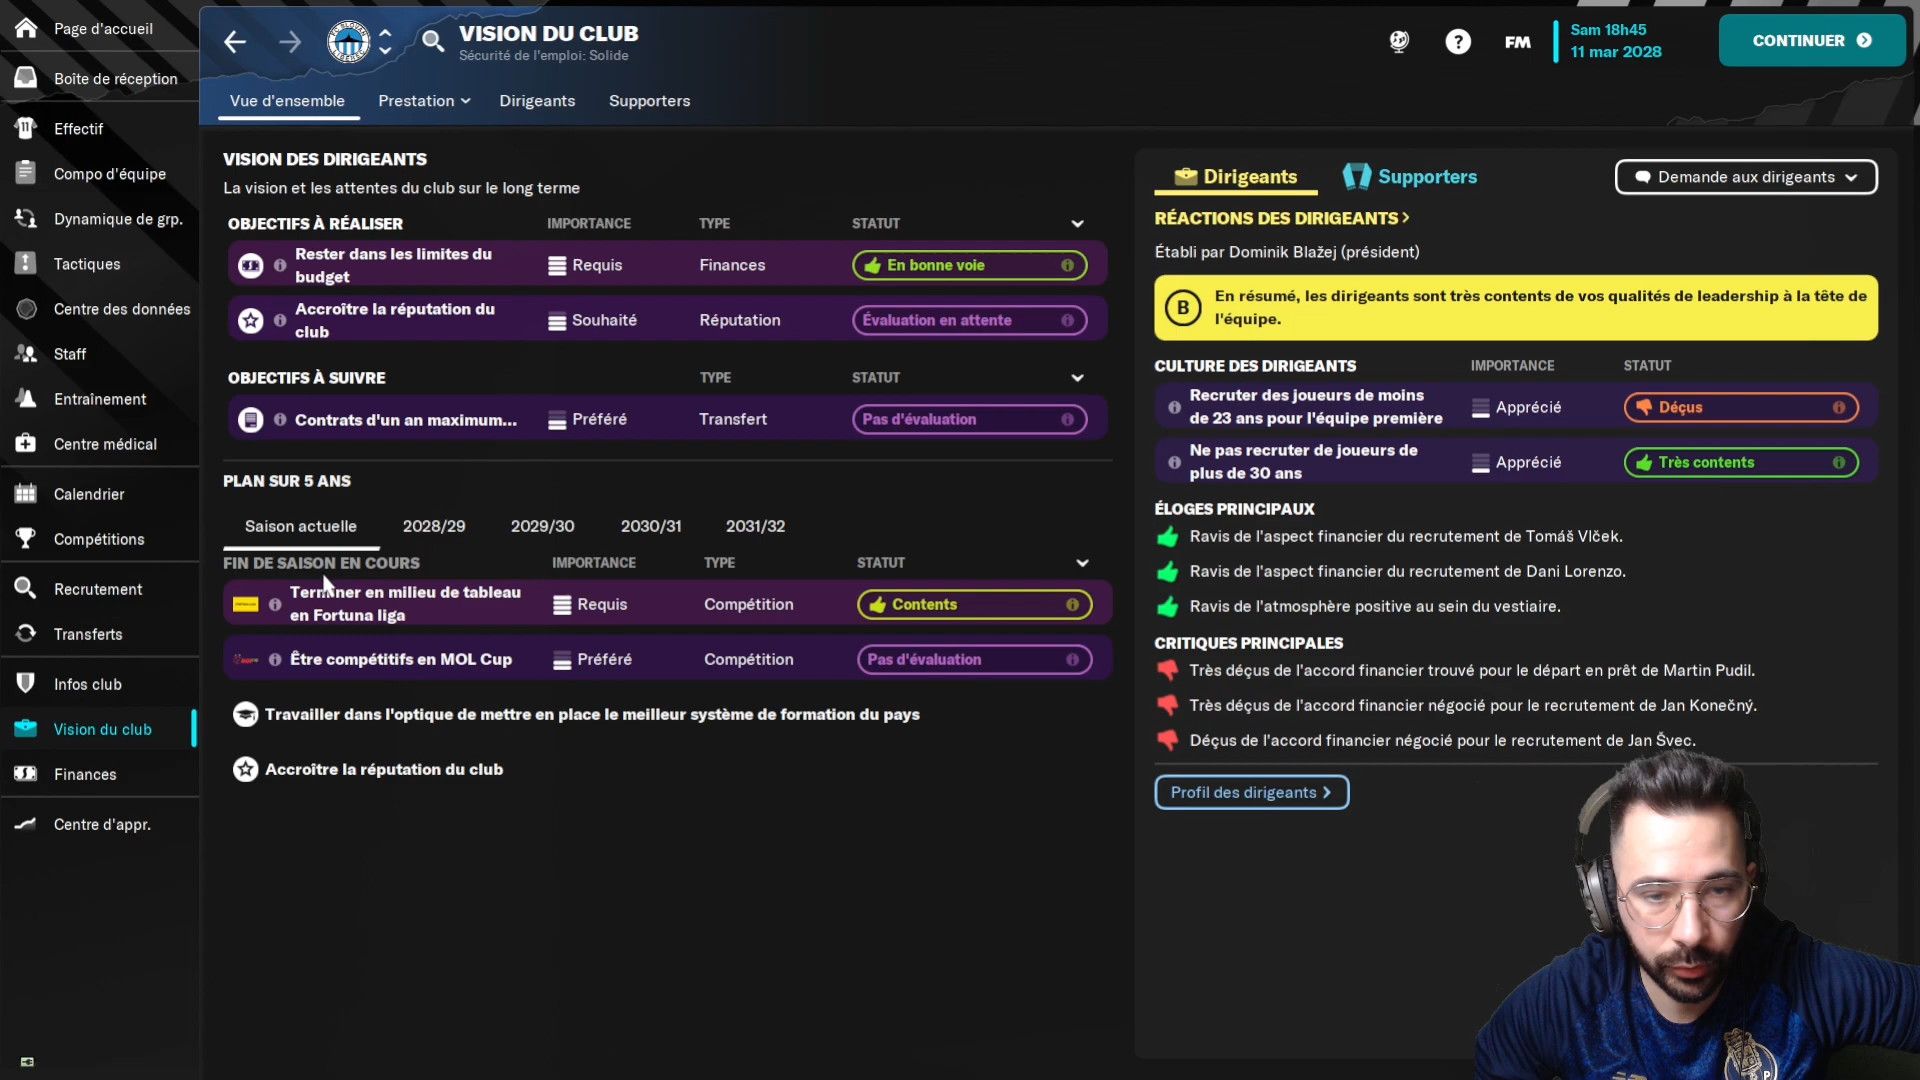 Page d'accueil
Boîte de réception
Effectif
Compo d'équipe
Dynamique de grp.
Tactiques
Centre des données
Staff
Entraînement
Centre médical
Calendrier
Compétitions
Recrutement
Transferts
Infos club
Vision du club
Finances
Centre d'appr.
VISION DU CLUB
Sécurité de l'emploi: Solide
FM
Sam 18h45
11 mar 2028
CONTINUER
Vue d'ensemble
Prestation
Dirigeants
Supporters
VISION DES DIRIGEANTS
La vision et les attentes du club sur le long terme
OBJECTIFS À RÉALISER IMPORTANCE TYPE STATUT
Rester dans les limites du
budget
Requis Finances En bonne voie
Accroître la réputation du
club
Souhaité Réputation Évaluation en attente
OBJECTIFS À SUIVRE TYPE STATUT
Contrats d'un an maximum... Préféré Transfert Pas d'évaluation
PLAN SUR 5 ANS
Saison actuelle 2028/29 2029/30 2030/31 2031/32
FIN DE SAISON EN COURS IMPORTANCE TYPE STATUT
Terminer en milieu de tableau
en Fortuna liga
Requis Compétition Contents
Être compétitifs en MOL Cup Préféré Compétition Pas d'évaluation
Travailler dans l'optique de mettre en place le meilleur système de formation du pays
Accroître la réputation du club
Dirigeants
Supporters
Demande aux dirigeants
RÉACTIONS DES DIRIGEANTS
Établi par Dominik Blažej (président)
B
En résumé, les dirigeants sont très contents de vos qualités de leadership à la tête de
l'équipe.
CULTURE DES DIRIGEANTS IMPORTANCE STATUT
Recruter des joueurs de moins
de 23 ans pour l'équipe première
Apprécié Déçus
Ne pas recruter de joueurs de
plus de 30 ans
Apprécié Très contents
ÉLOGES PRINCIPAUX
Ravis de l'aspect financier du recrutement de Tomáš Vlček.
Ravis de l'aspect financier du recrutement de Dani Lorenzo.
Ravis de l'atmosphère positive au sein du vestiaire.
CRITIQUES PRINCIPALES
Très déçus de l'accord financier trouvé pour le départ en prêt de Martin Pudil.
Très déçus de l'accord financier négocié pour le recrutement de Jan Konečný.
Déçus de l'accord financier négocié pour le recrutement de Jan Švec.
Profil des dirigeants